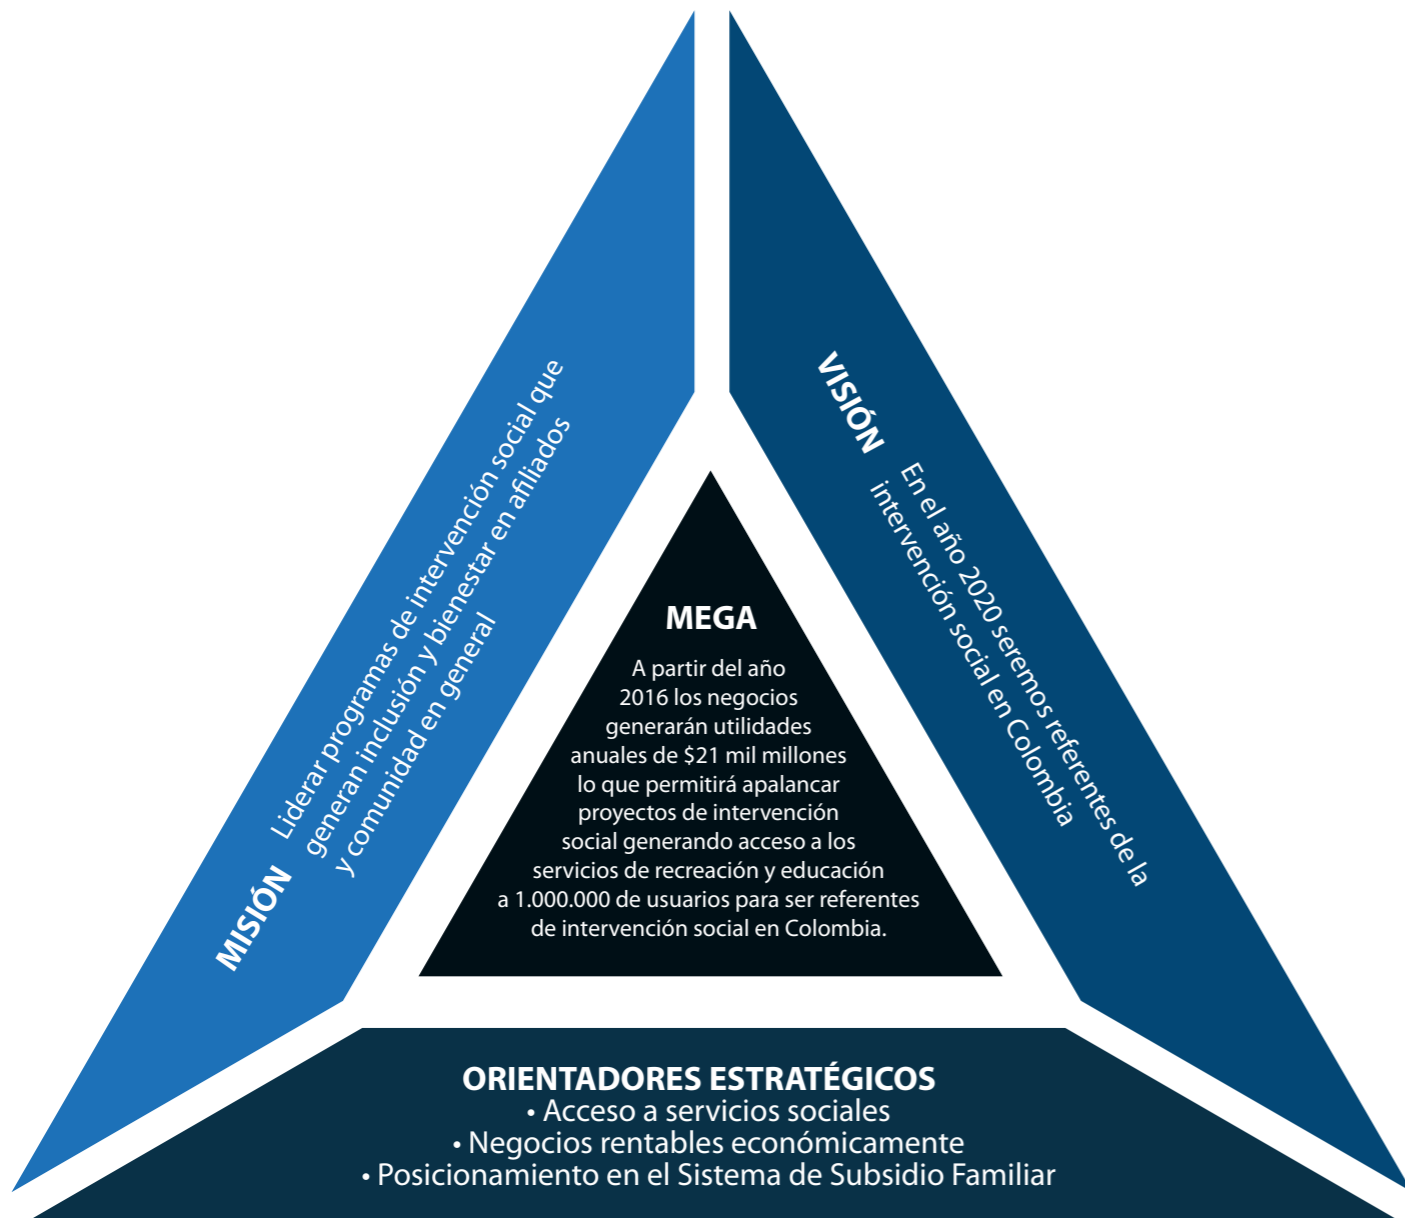 MISIÓN
Liderar programas de intervención social que
generan inclusión y bienestar en afiliados
y comunidad en general
VISIÓN
En el año 2020 seremos referentes de la
intervención social en Colombia
MEGA
A partir del año
2016 los negocios
generarán utilidades
anuales de $21 mil millones
lo que permitirá apalancar
proyectos de intervención
social generando acceso a los
servicios de recreación y educación
a 1.000.000 de usuarios para ser referentes
de intervención social en Colombia.
ORIENTADORES ESTRATÉGICOS
• Acceso a servicios sociales
• Negocios rentables económicamente
• Posicionamiento en el Sistema de Subsidio Familiar